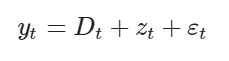 y_t = D_t + z_t + ε_t